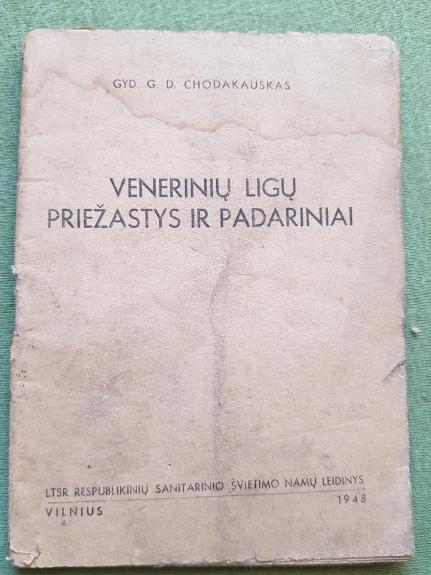 GYD. G. D. CHODAKAUSKAS
VENERINIŲ LIGŲ
PRIEŽASTYS IR PADARINIAI
LTSR RESPUBLIKINIŲ SANITARINIO ŠVIETIMO NAMŲ LEIDINYS
VILNIUS 1948